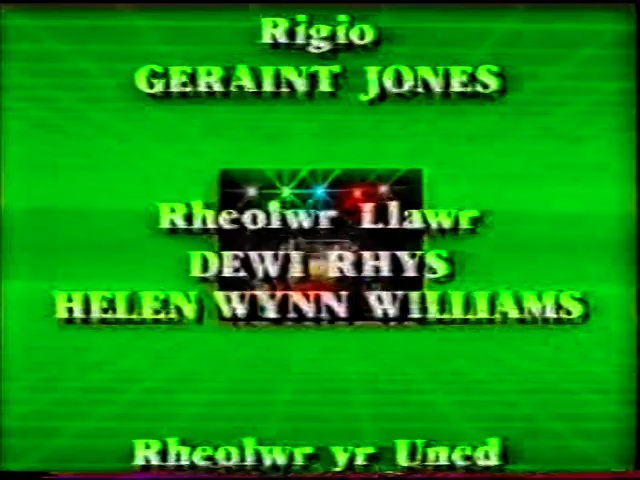 Rigio
GERAINT JONES
Rheolwr Llawr
DEWI RHYS
HELEN WYNN WILLIAMS
Rheolwr yr Uned